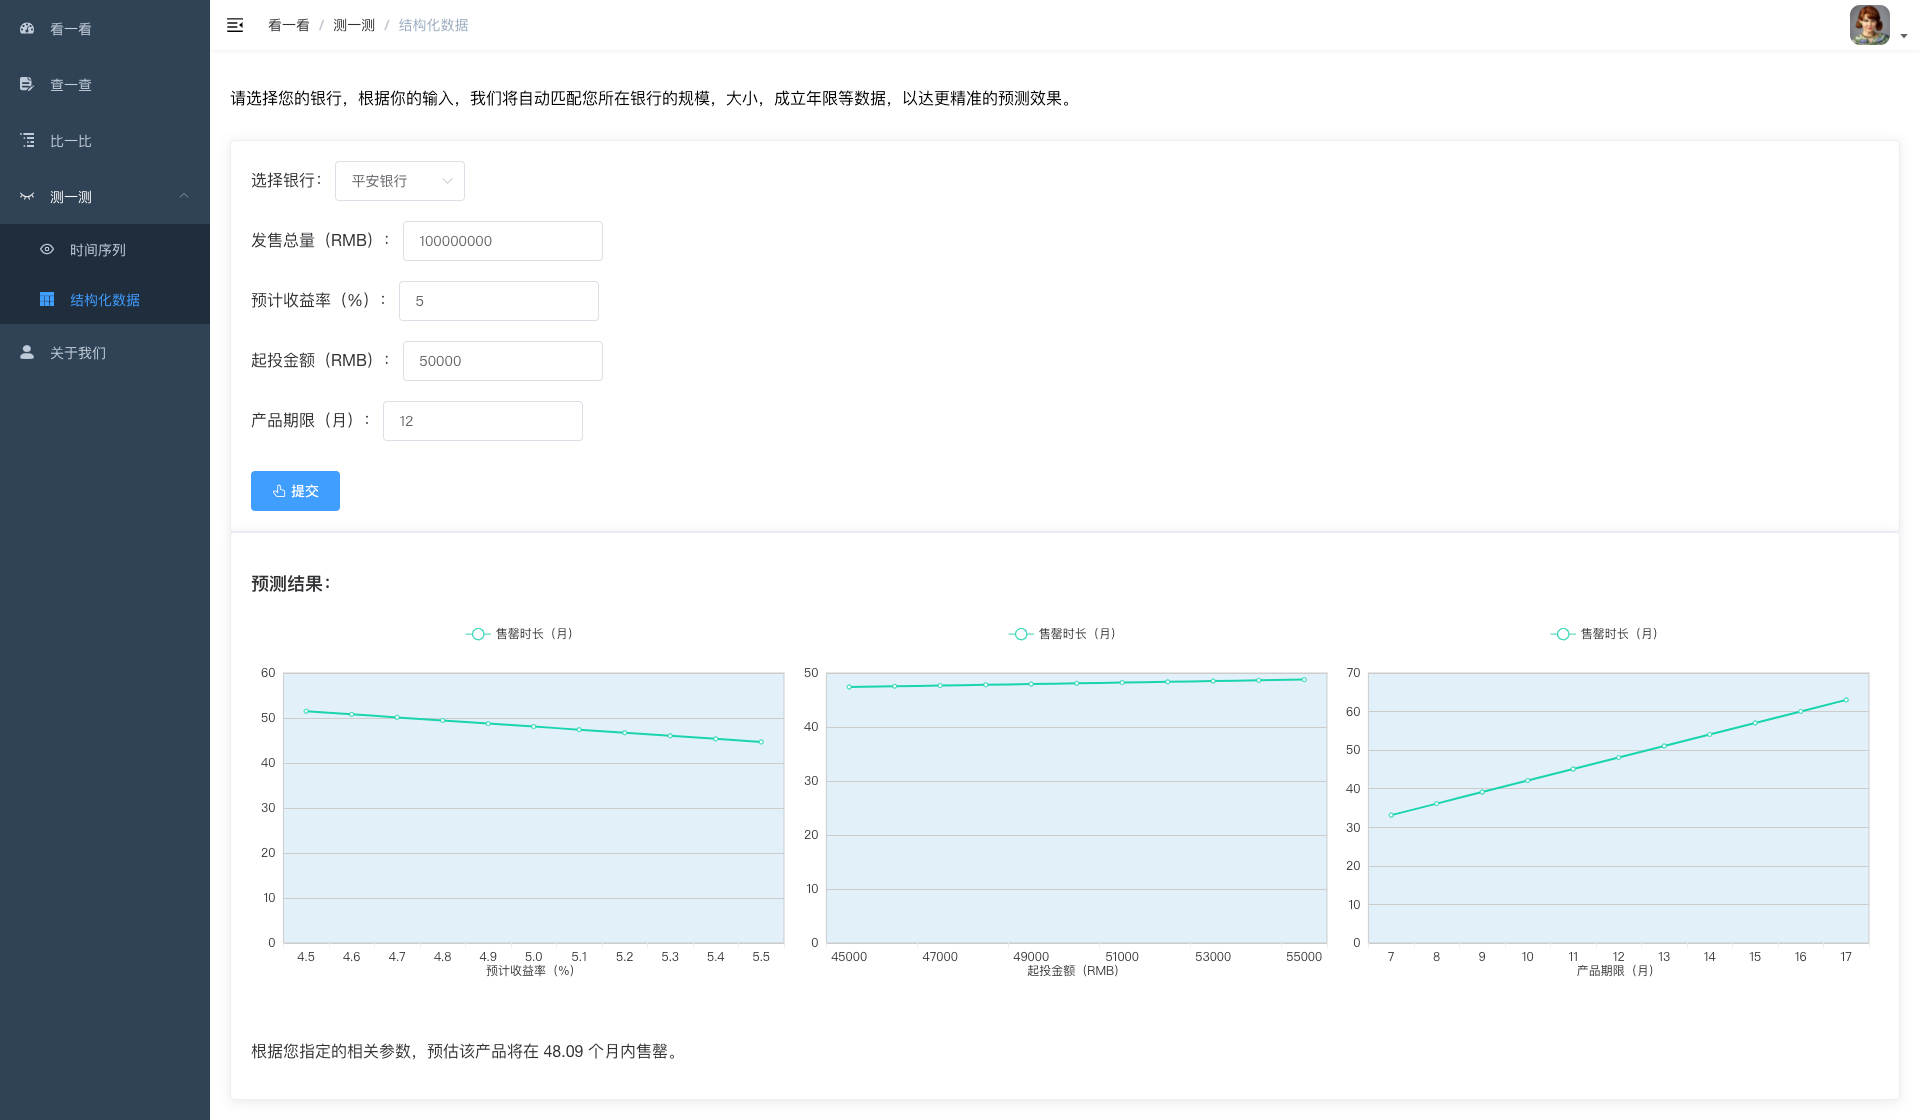 看一看
查一查
比一比
测一测
时间序列
结构化数据
关于我们
看一看 / 测一测 / 结构化数据
请选择您的银行，根据你的输入，我们将自动匹配您所在银行的规模，大小，成立年限等数据，以达更精准的预测效果。
选择银行： 平安银行
发售总量（RMB）： 100000000
预计收益率（%）： 5
起投金额（RMB）： 50000
产品期限（月）： 12
提交
预测结果：
售罄时长（月）
60
50
40
30
20
10
0
4.5 4.6 4.7 4.8 4.9 5.0 5.1 5.2 5.3 5.4 5.5
预计收益率（%）
售罄时长（月）
50
40
30
20
10
0
45000 47000 49000 51000 53000 55000
起投金额（RMB）
售罄时长（月）
70
60
50
40
30
20
10
0
7 8 9 10 11 12 13 14 15 16 17
产品期限（月）
根据您指定的相关参数，预估该产品将在 48.09 个月内售罄。